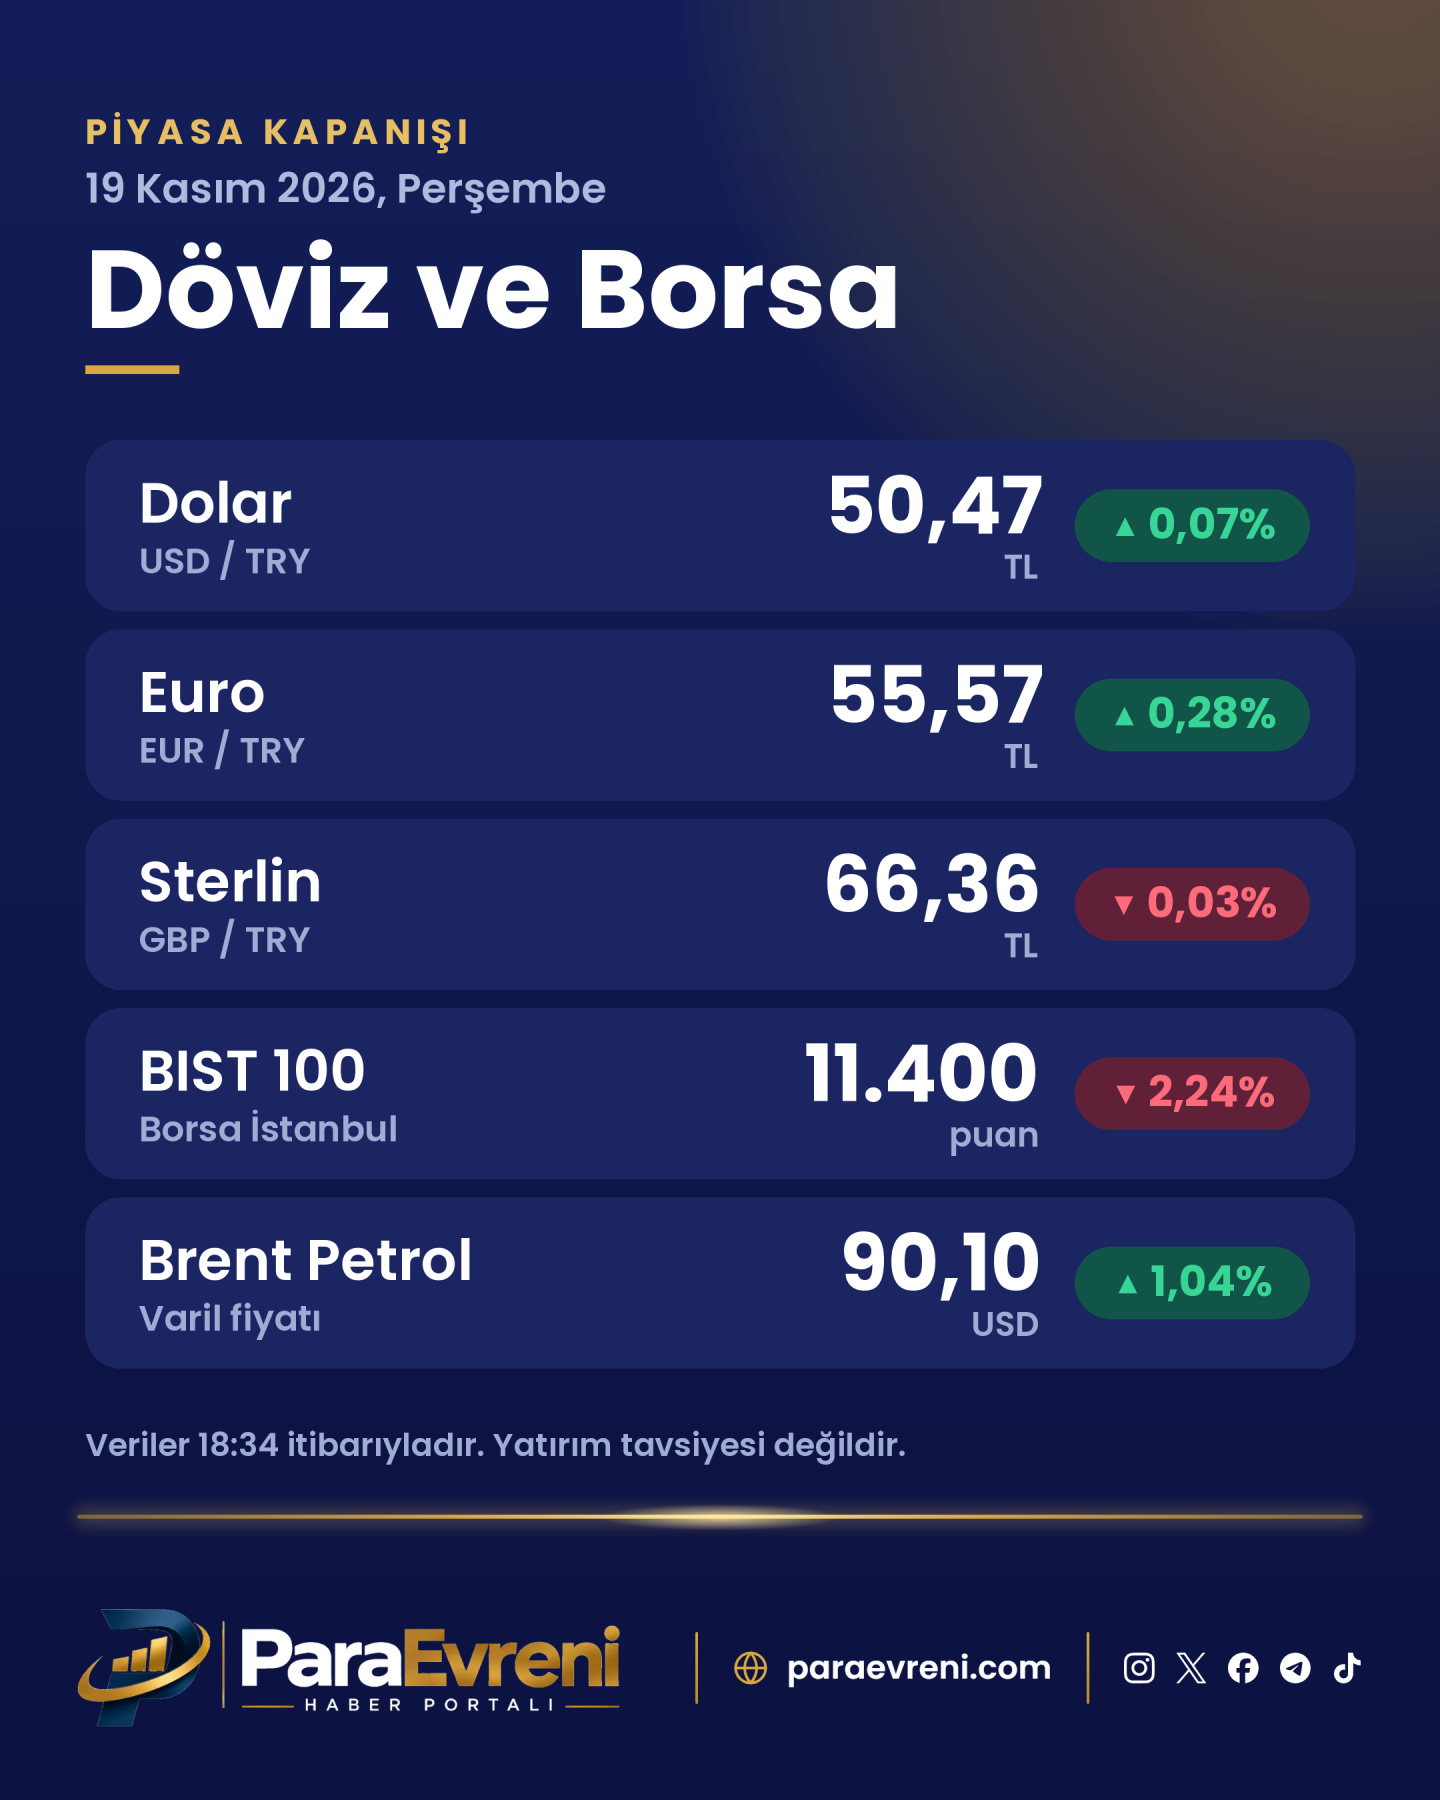 PİYASA KAPANIŞI
19 Kasım 2026, Perşembe
Döviz ve Borsa
Dolar
USD / TRY
50,47
TL
▲ 0,07%
Euro
EUR / TRY
55,57
TL
▲ 0,28%
Sterlin
GBP / TRY
66,36
TL
▼ 0,03%
BIST 100
Borsa İstanbul
11.400
puan
▼ 2,24%
Brent Petrol
Varil fiyatı
90,10
USD
▲ 1,04%
Veriler 18:34 itibarıyladır. Yatırım tavsiyesi değildir.
ParaEvreni
HABER PORTALI
paraevreni.com